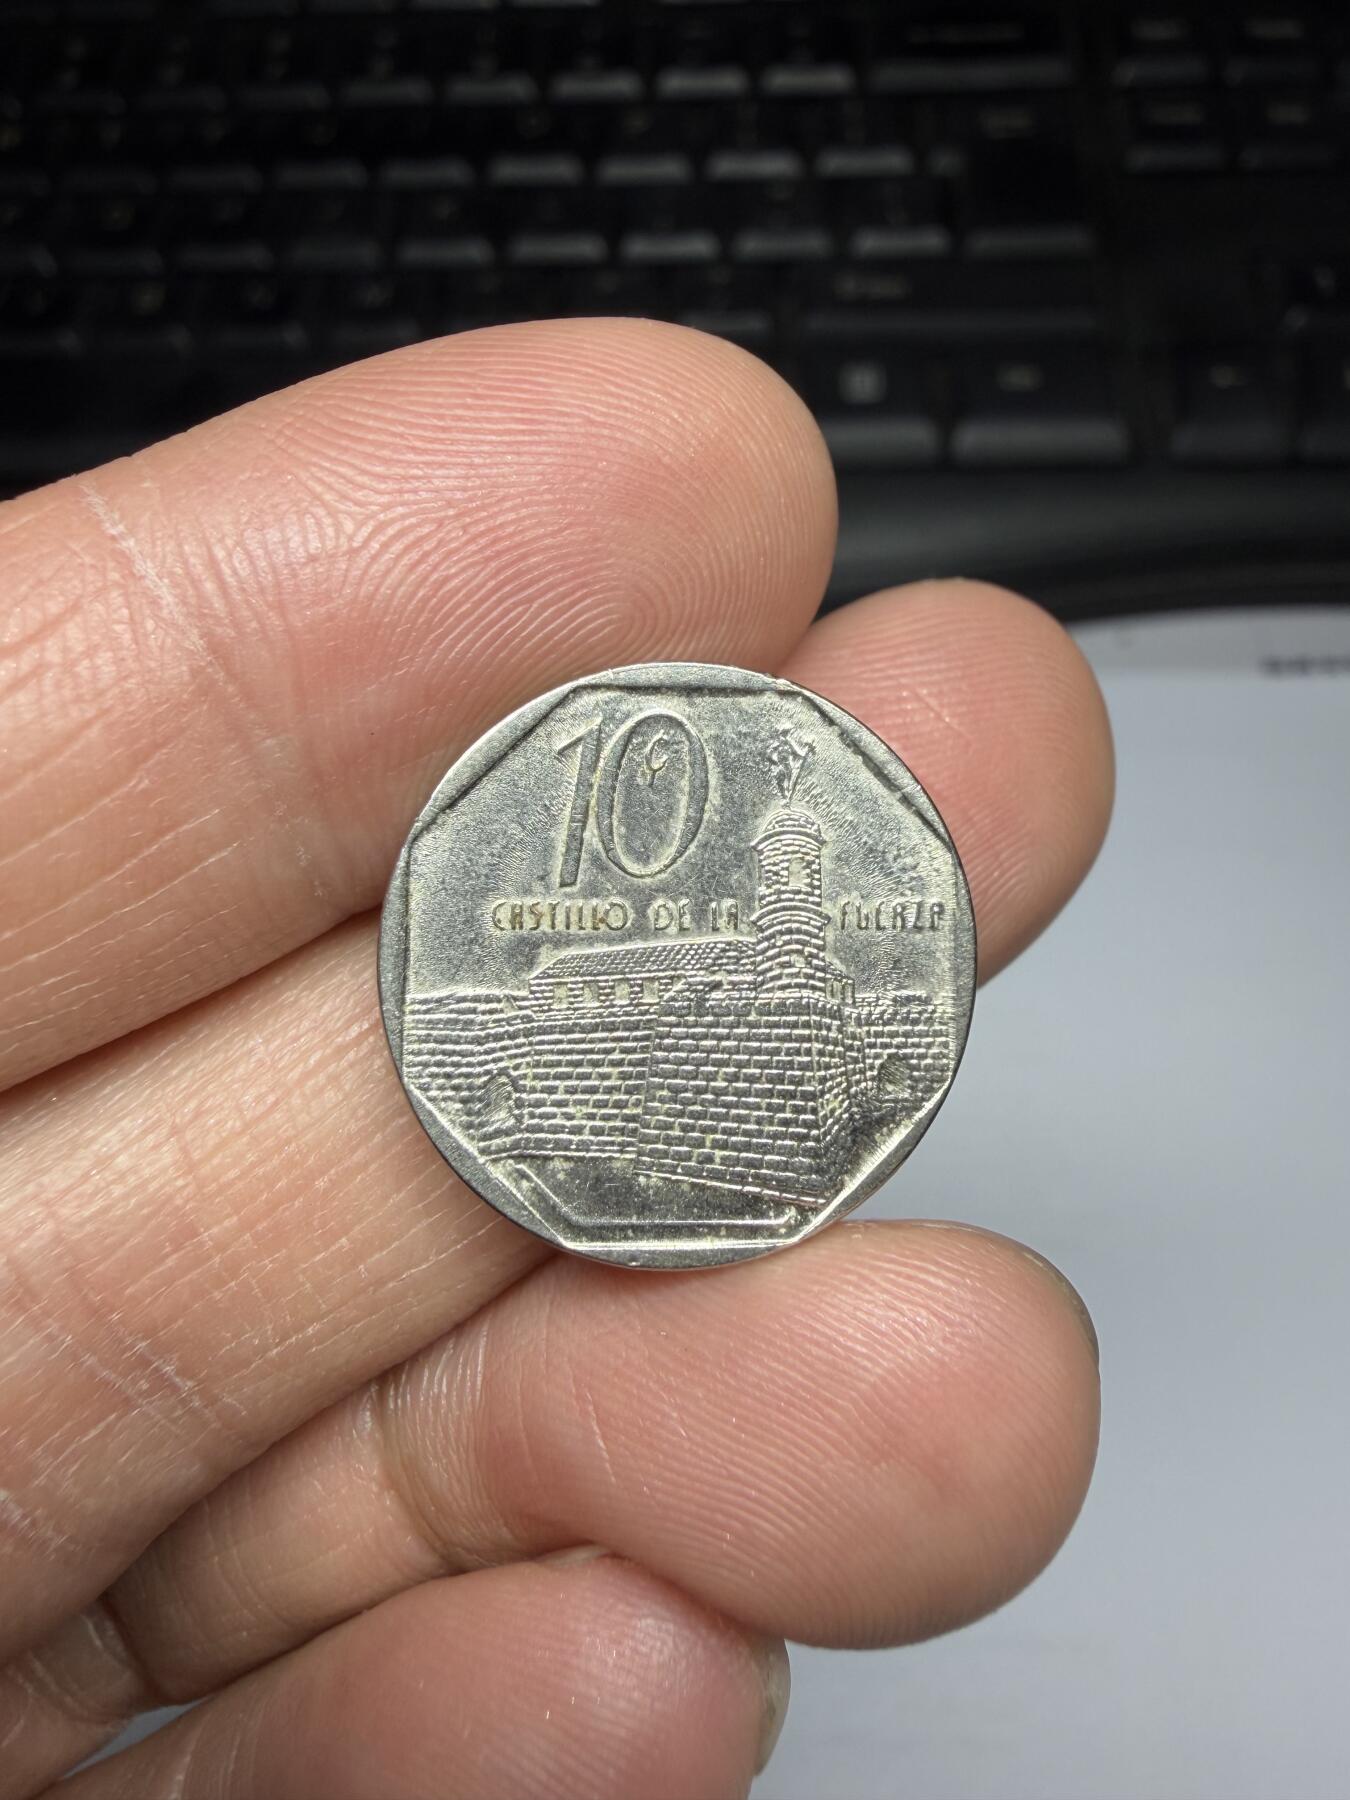 10¢
CASTILLO DE LA FUERZA